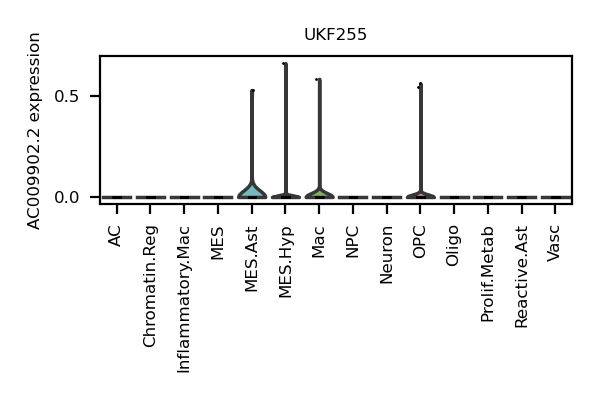 UKF255
AC009902.2 expression
0.5
0.0
AC
Chromatin.Reg
Inflammatory.Mac
MES
MES.Ast
MES.Hyp
Mac
NPC
Neuron
OPC
Oligo
Prolif.Metab
Reactive.Ast
Vasc